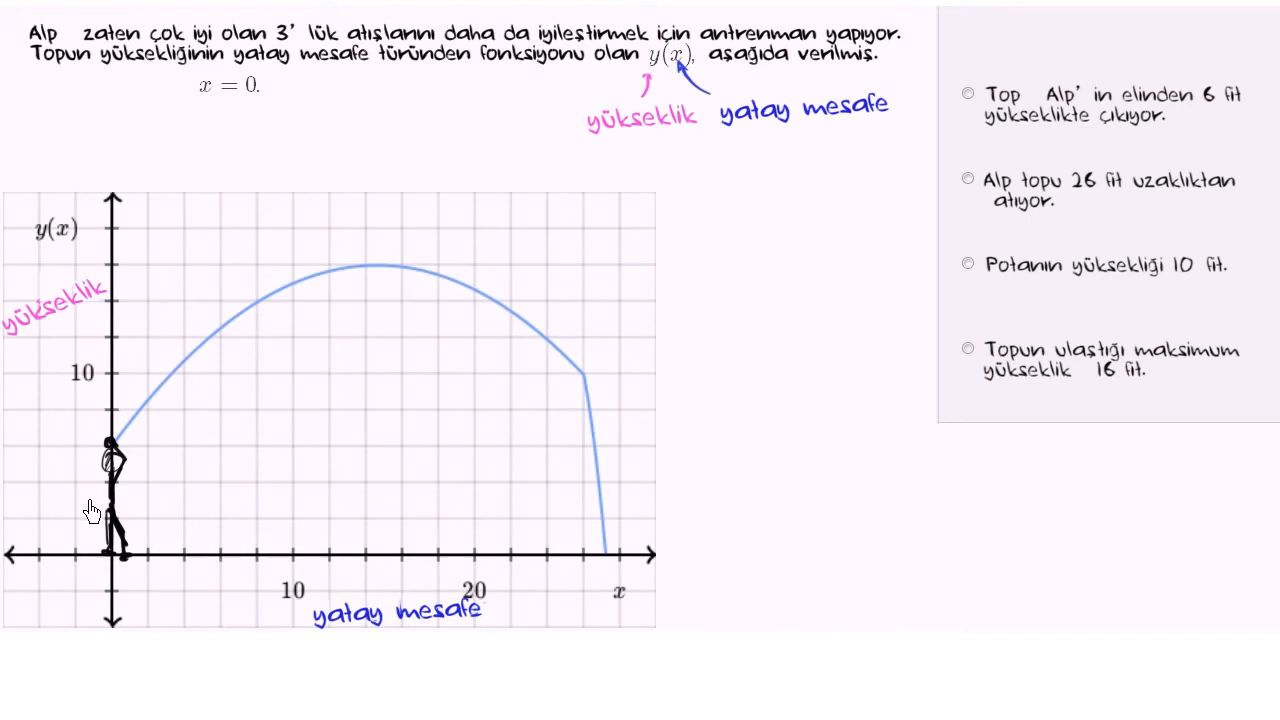 Alp zaten çok iyi olan 3' lük atışlarını daha da iyileştirmek için antrenman yapıyor.
Topun yüksekliğinin yatay mesafe türünden fonksiyonu olan y(x), aşağıda verilmiş.
x = 0.
yükseklik
yatay mesafe
Top Alp' in elinden 6 fit
yükseklikte çıkıyor.
Alp topu 26 fit uzaklıktan
atıyor.
Potanın yüksekliği 10 fit.
Topun ulaştığı maksimum
yükseklik 16 fit.
y(x)
yükseklik
10
10
20
x
yatay mesafe